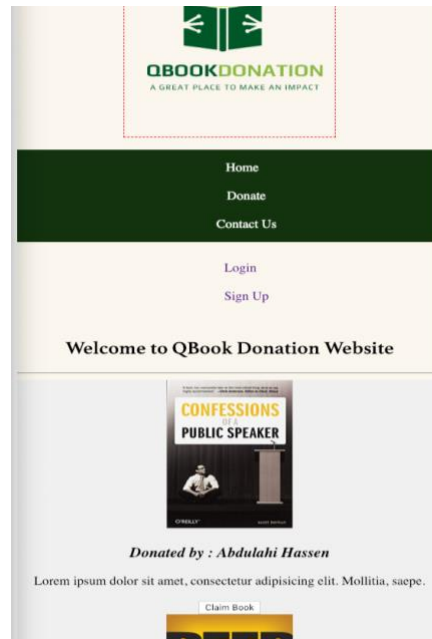 QBOOKDONATION
A GREAT PLACE TO MAKE AN IMPACT
Home
Donate
Contact Us
Login
Sign Up
Welcome to QBook Donation Website
CONFESSIONS
OF A
PUBLIC SPEAKER
O'REILLY
Donated by : Abdulahi Hassen
Lorem ipsum dolor sit amet, consectetur adipisicing elit. Mollitia, saepe.
Claim Book